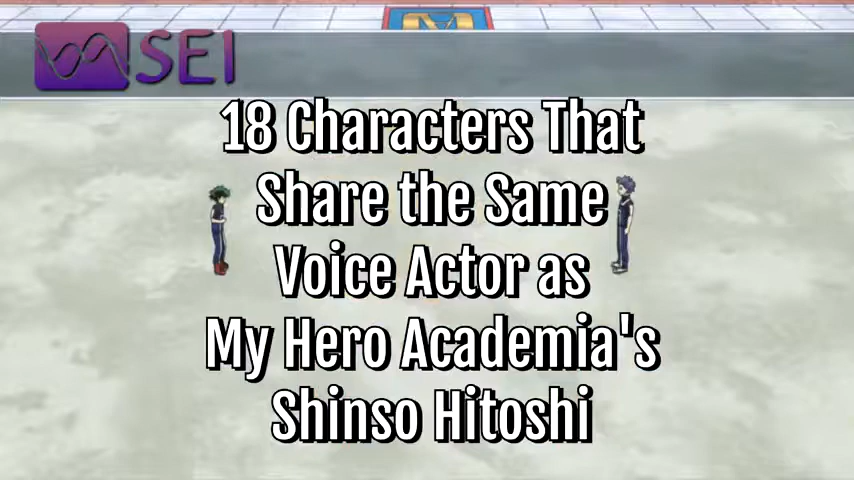 SEI
18 Characters That
Share the Same
Voice Actor as
My Hero Academia's
Shinso Hitoshi